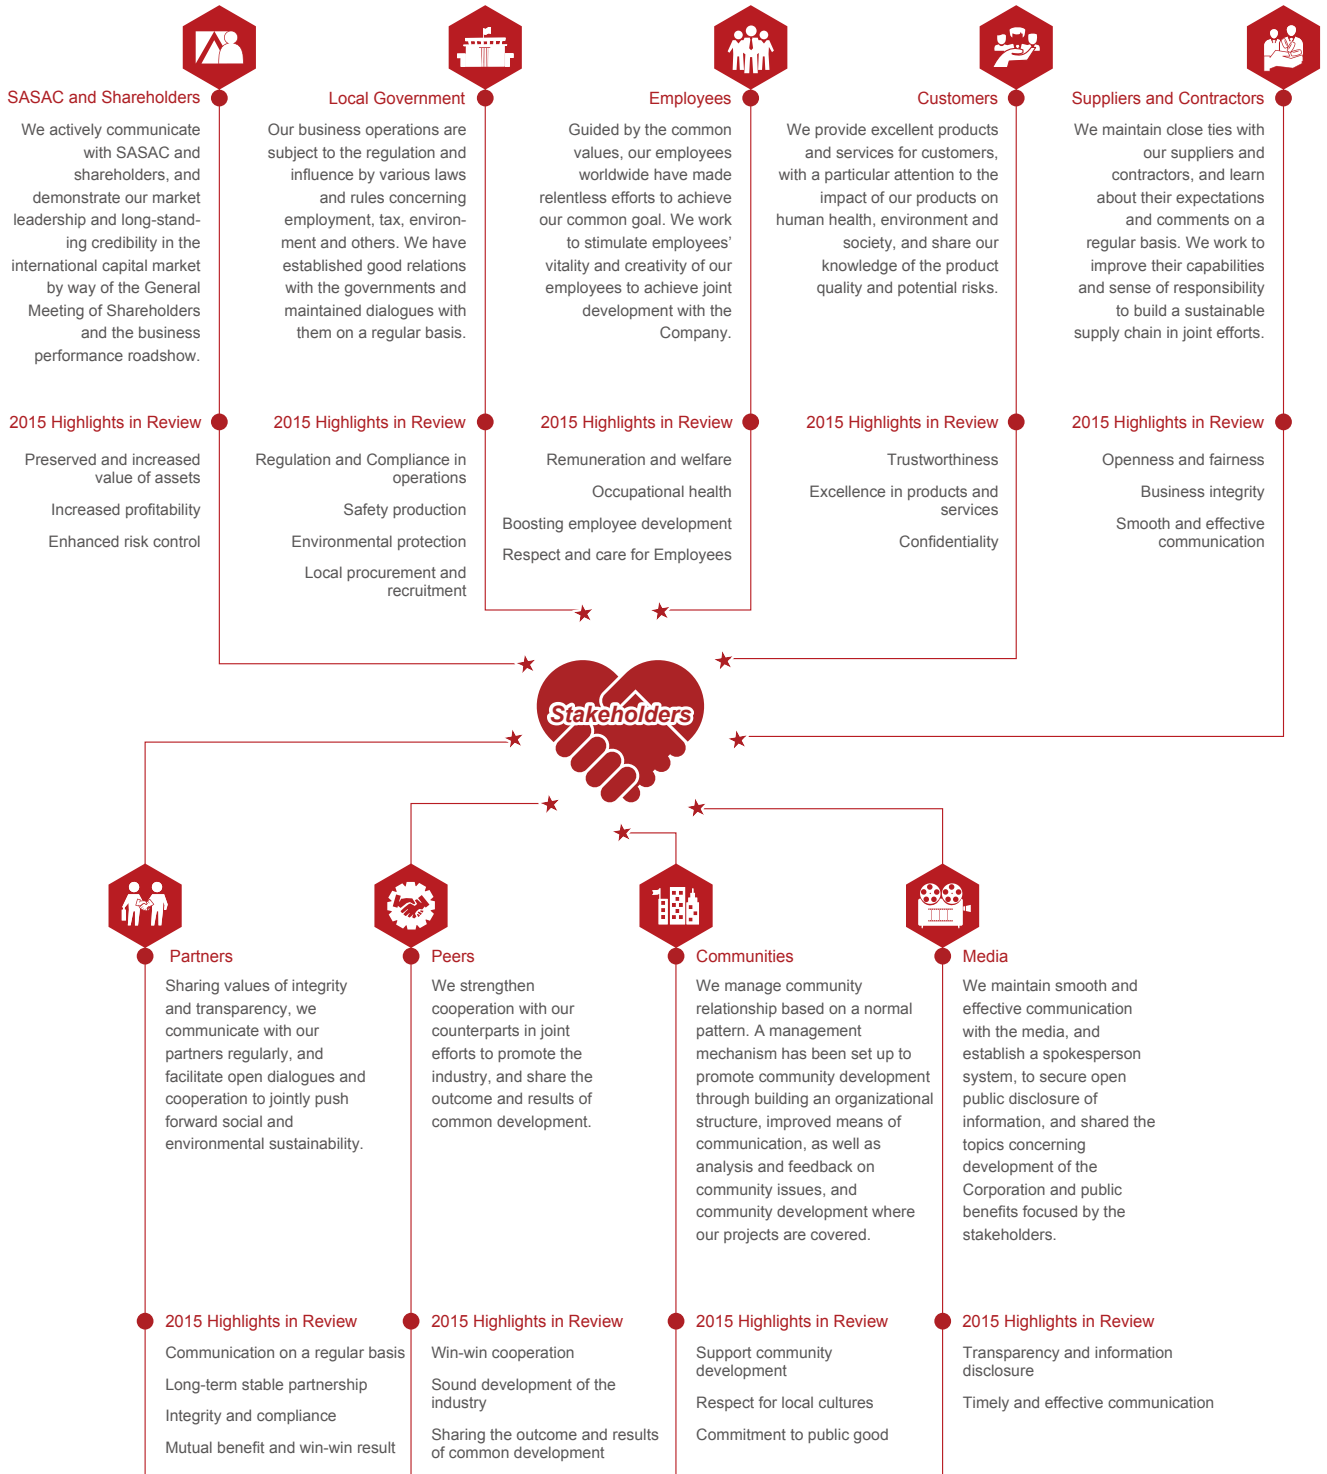 SASAC and Shareholders
We actively communicate
with SASAC and
shareholders, and
demonstrate our market
leadership and long-stand-
ing credibility in the
international capital market
by way of the General
Meeting of Shareholders
and the business
performance roadshow.
2015 Highlights in Review
Preserved and increased
value of assets
Increased profitability
Enhanced risk control
Local Government
Our business operations are
subject to the regulation and
influence by various laws
and rules concerning
employment, tax, environ-
ment and others. We have
established good relations
with the governments and
maintained dialogues with
them on a regular basis.
2015 Highlights in Review
Regulation and Compliance in
operations
Safety production
Environmental protection
Local procurement and
recruitment
Employees
Guided by the common
values, our employees
worldwide have made
relentless efforts to achieve
our common goal. We work
to stimulate employees’
vitality and creativity of our
employees to achieve joint
development with the
Company.
2015 Highlights in Review
Remuneration and welfare
Occupational health
Boosting employee development
Respect and care for Employees
Customers
We provide excellent products
and services for customers,
with a particular attention to the
impact of our products on
human health, environment and
society, and share our
knowledge of the product
quality and potential risks.
2015 Highlights in Review
Trustworthiness
Excellence in products and
services
Confidentiality
Suppliers and Contractors
We maintain close ties with
our suppliers and
contractors, and learn
about their expectations
and comments on a
regular basis. We work to
improve their capabilities
and sense of responsibility
to build a sustainable
supply chain in joint efforts.
2015 Highlights in Review
Openness and fairness
Business integrity
Smooth and effective
communication
Stakeholders
Partners
Sharing values of integrity
and transparency, we
communicate with our
partners regularly, and
facilitate open dialogues and
cooperation to jointly push
forward social and
environmental sustainability.
2015 Highlights in Review
Communication on a regular basis
Long-term stable partnership
Integrity and compliance
Mutual benefit and win-win result
Peers
We strengthen
cooperation with our
counterparts in joint
efforts to promote the
industry, and share the
outcome and results of
common development.
2015 Highlights in Review
Win-win cooperation
Sound development of the
industry
Sharing the outcome and results
of common development
Communities
We manage community
relationship based on a normal
pattern. A management
mechanism has been set up to
promote community development
through building an organizational
structure, improved means of
communication, as well as
analysis and feedback on
community issues, and
community development where
our projects are covered.
2015 Highlights in Review
Support community
development
Respect for local cultures
Commitment to public good
Media
We maintain smooth and
effective communication
with the media, and
establish a spokesperson
system, to secure open
public disclosure of
information, and shared the
topics concerning
development of the
Corporation and public
benefits focused by the
stakeholders.
2015 Highlights in Review
Transparency and information
disclosure
Timely and effective communication